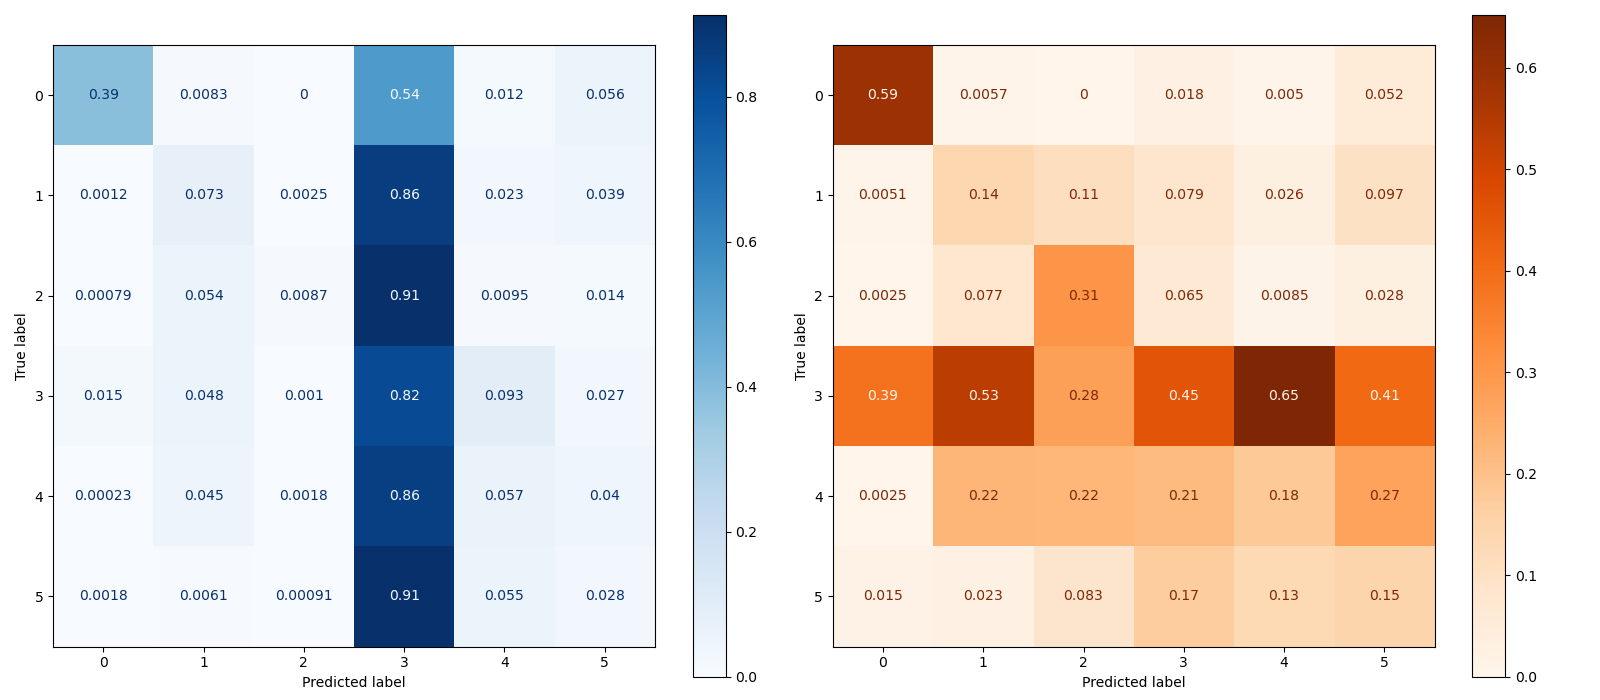 0 0.39 0.0083 0 0.54 0.012 0.056
1 0.0012 0.073 0.0025 0.86 0.023 0.039
2 0.00079 0.054 0.0087 0.91 0.0095 0.014
3 0.015 0.048 0.001 0.82 0.093 0.027
4 0.00023 0.045 0.0018 0.86 0.057 0.04
5 0.0018 0.0061 0.00091 0.91 0.055 0.028
0 1 2 3 4 5
Predicted label
True label
0.8
0.6
0.4
0.2
0.0
0 0.59 0.0057 0 0.018 0.005 0.052
1 0.0051 0.14 0.11 0.079 0.026 0.097
2 0.0025 0.077 0.31 0.065 0.0085 0.028
3 0.39 0.53 0.28 0.45 0.65 0.41
4 0.0025 0.22 0.22 0.21 0.18 0.27
5 0.015 0.023 0.083 0.17 0.13 0.15
0 1 2 3 4 5
Predicted label
True label
0.6
0.5
0.4
0.3
0.2
0.1
0.0